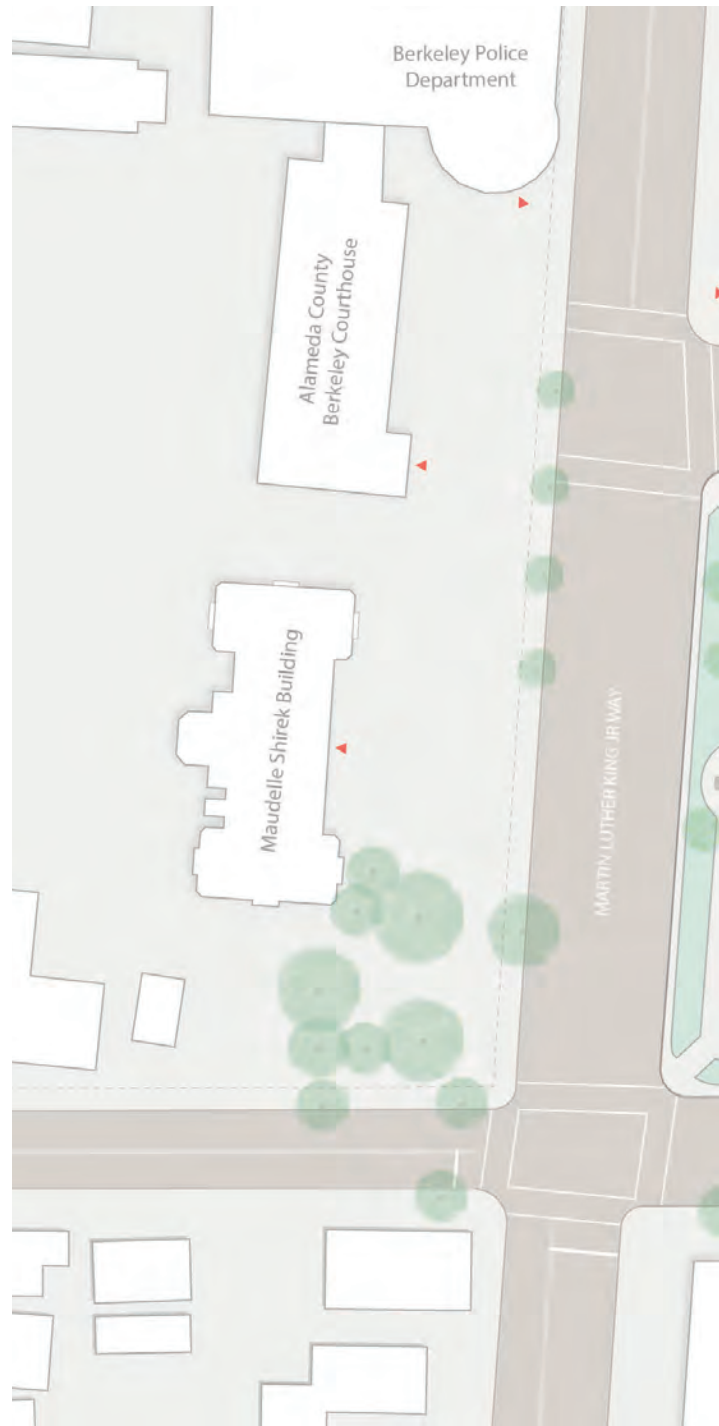 Berkeley Police
Department
Alameda County
Berkeley Courthouse
Maudelle Shirek Building
MARTIN LUTHER KING JR WAY